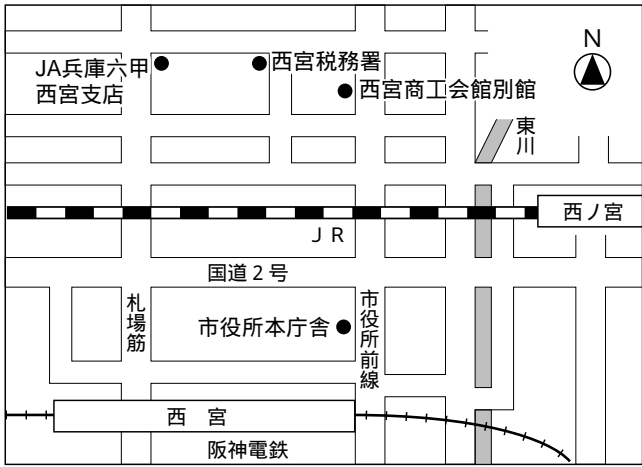 N
JA兵庫六甲
西宮支店
西宮税務署
西宮商工会館別館
東川
西ノ宮
ＪＲ
国道２号
札場筋
市役所本庁舎
市役所前線
西　宮
阪神電鉄